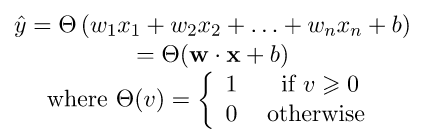 ŷ = Θ (w₁x₁ + w₂x₂ + … + wₙxₙ + b)
= Θ(𝐰 · 𝐱 + b)
where Θ(v) = { 1 if v ⩾ 0
0 otherwise